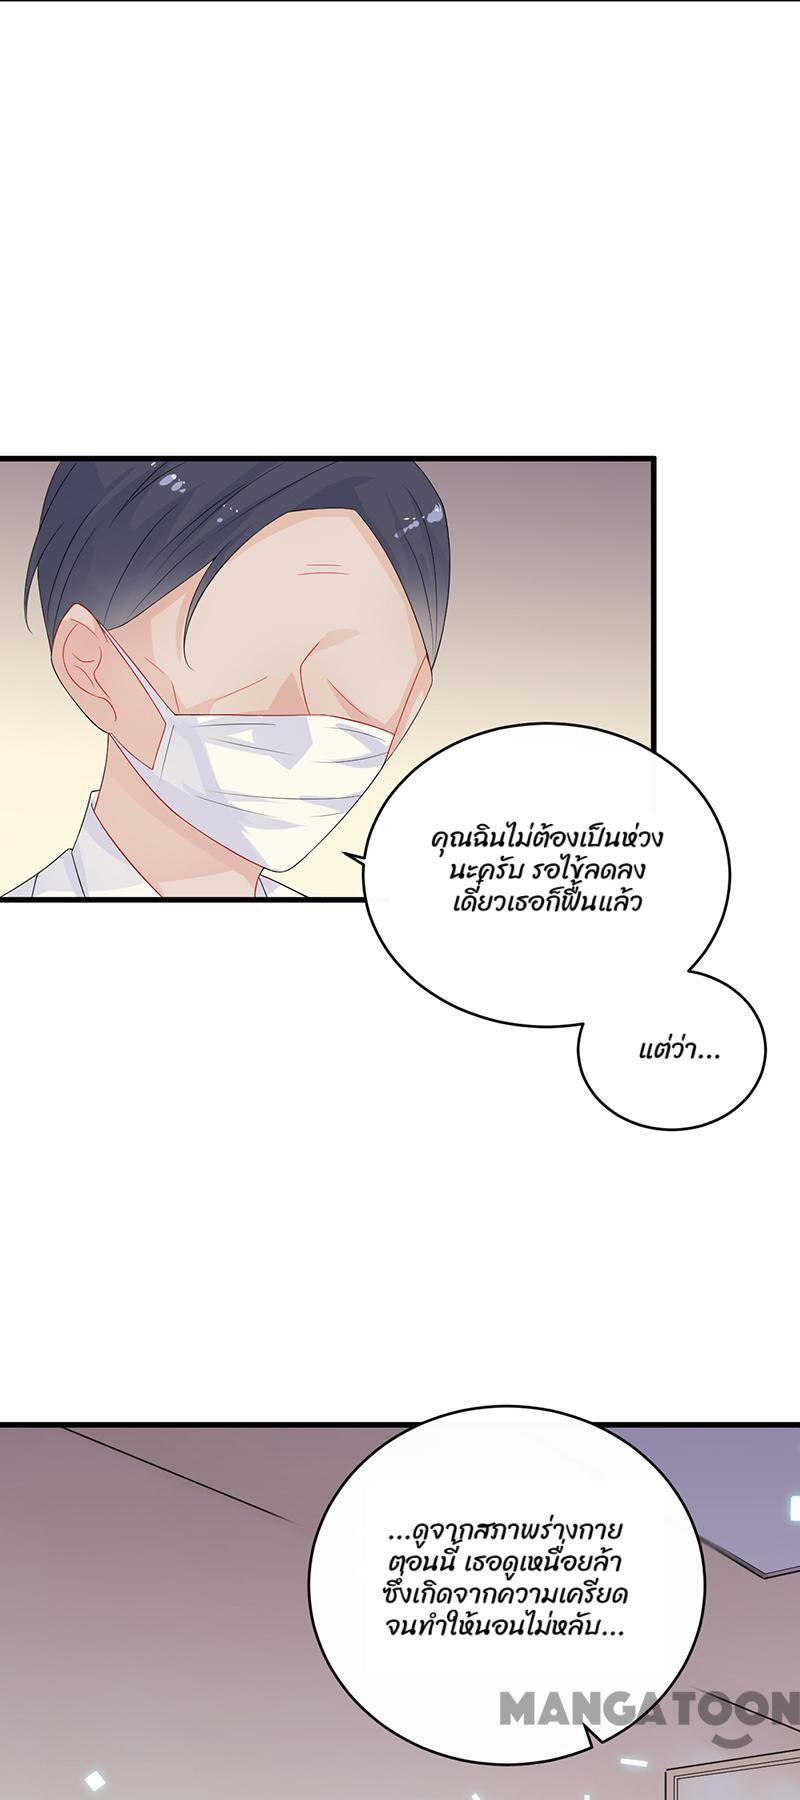 คุณฉินไม่ต้องเป็นห่วง
นะครับ รอไข้ลดลง
เดี๋ยวเธอก็ฟื้นแล้ว
แต่ว่า...
...ดูจากสภาพร่างกาย
ตอนนี้ เธอดูเหนื่อยล้า
ซึ่งเกิดจากความเครียด
จนทำให้นอนไม่หลับ...
MANGATOON